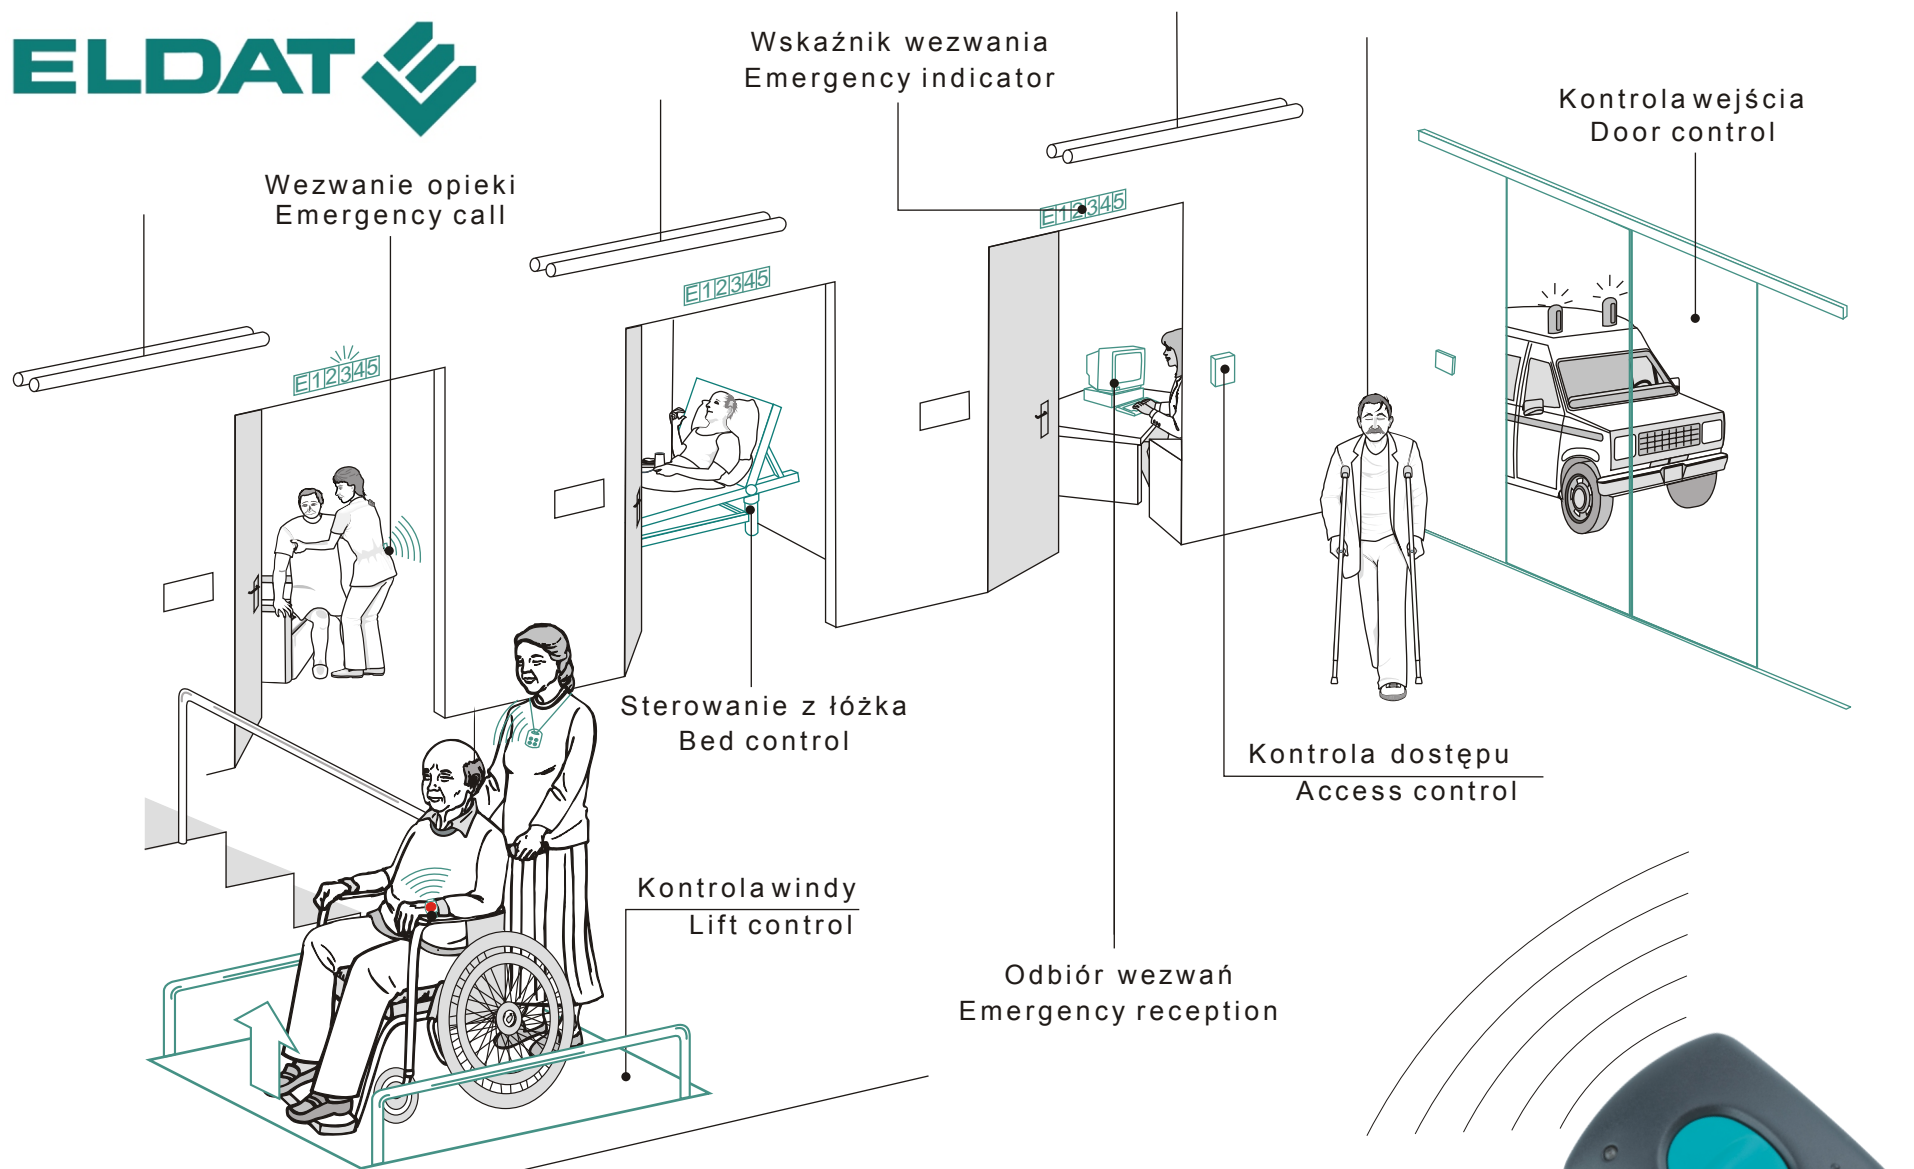 ELDAT
Wskaźnik wezwania
Emergency indicator
Kontrola wejścia
Door control
Wezwanie opieki
Emergency call
E12345
E12345
E12345
Sterowanie z łóżka
Bed control
Kontrola dostępu
Access control
Kontrola windy
Lift control
Odbiór wezwań
Emergency reception